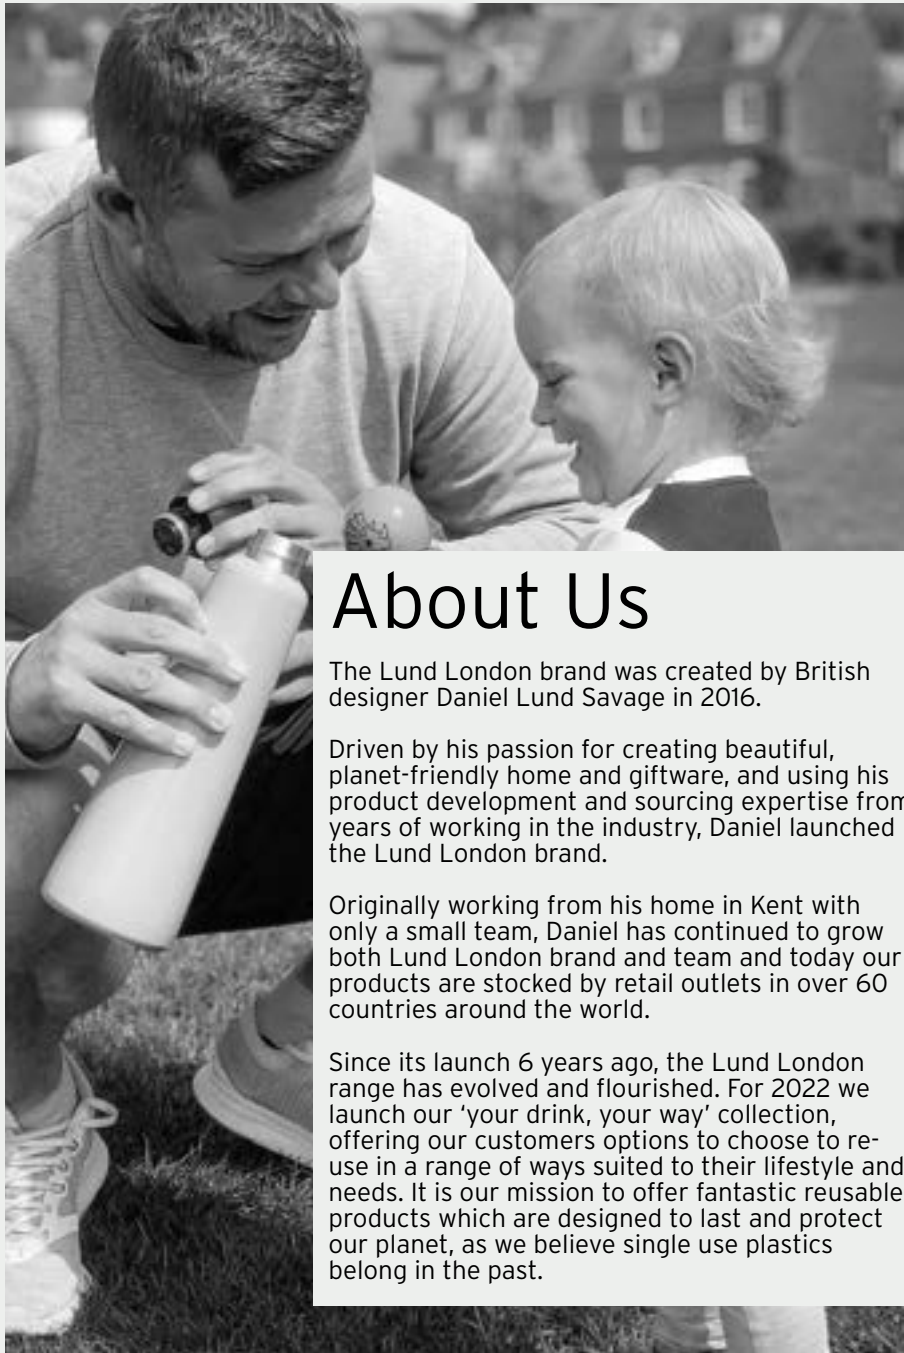 About Us
The Lund London brand was created by British
designer Daniel Lund Savage in 2016.
Driven by his passion for creating beautiful,
planet-friendly home and giftware, and using his
product development and sourcing expertise from
years of working in the industry, Daniel launched
the Lund London brand.
Originally working from his home in Kent with
only a small team, Daniel has continued to grow
both Lund London brand and team and today our
products are stocked by retail outlets in over 60
countries around the world.
Since its launch 6 years ago, the Lund London
range has evolved and flourished. For 2022 we
launch our ‘your drink, your way’ collection,
offering our customers options to choose to re-
use in a range of ways suited to their lifestyle and
needs. It is our mission to offer fantastic reusable
products which are designed to last and protect
our planet, as we believe single use plastics
belong in the past.